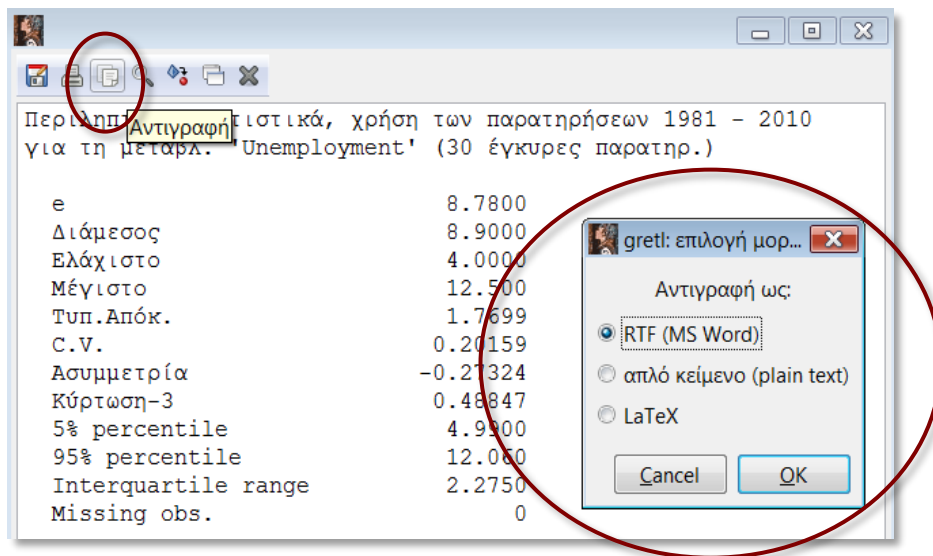 Περιληπ τιστικά, χρήση των παρατηρήσεων 1981 - 2010
Αντιγραφή
για τη μεταβλ. 'Unemployment' (30 έγκυρες παρατηρ.)
e 8.7800
Διάμεσος 8.9000
Ελάχιστο 4.0000
Μέγιστο 12.500
Τυπ.Απόκ. 1.7699
C.V. 0.20159
Ασυμμετρία -0.27324
Κύρτωση-3 0.48847
5% percentile 4.9900
95% percentile 12.060
Interquartile range 2.2750
Missing obs. 0
gretl: επιλογή μορ...
Αντιγραφή ως:
RTF (MS Word)
απλό κείμενο (plain text)
LaTeX
Cancel OK